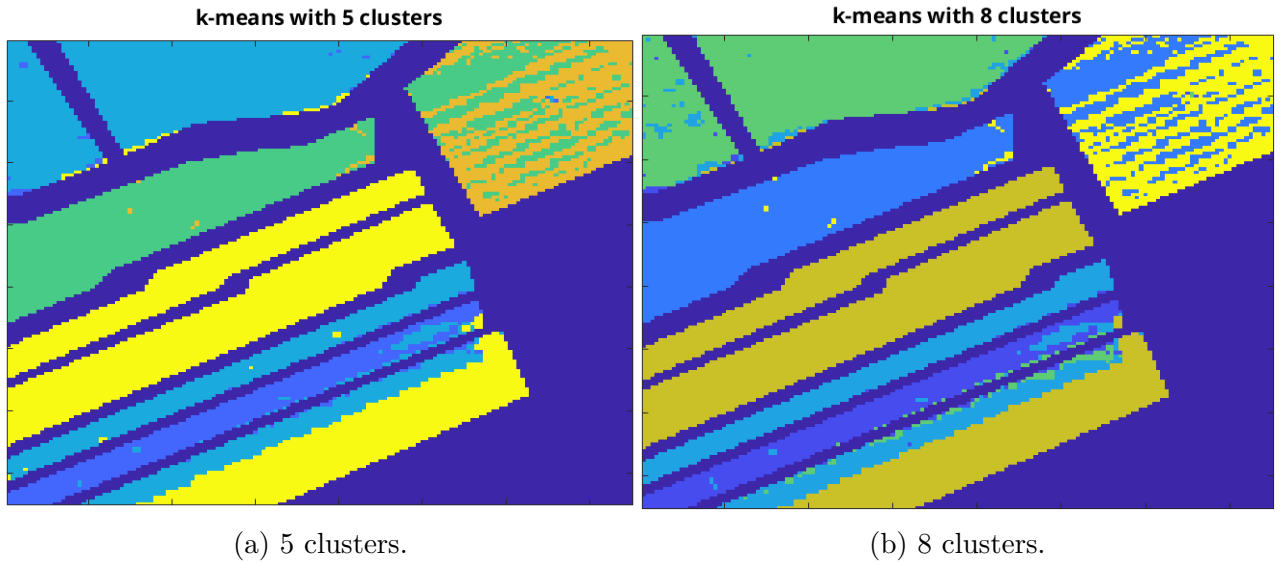 k-means with 5 clusters
k-means with 8 clusters
(a) 5 clusters.
(b) 8 clusters.